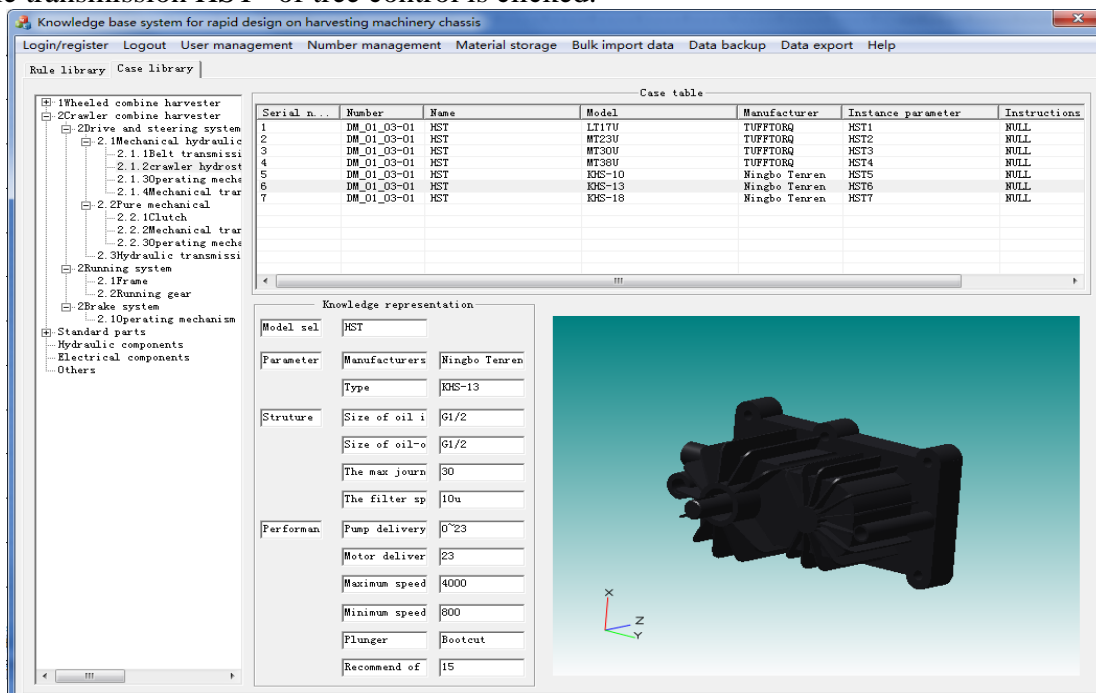 transmission HST" of tree control is clicked.
Knowledge base system for rapid design on harvesting machinery chassis
Login/register Logout User management Number management Material storage Bulk import data Data backup Data export Help
Rule library Case library
1Wheeled combine harvester
2Crawler combine harvester
2Drive and steering system
2.1Mechanical hydraulic
2.1.1Belt transmissi
2.1.2crawler hydrost
2.1.3Operating mecha
2.1.4Mechanical tran
2.2Pure mechanical
2.2.1Clutch
2.2.2Mechanical tran
2.2.3Operating mecha
2.3Hydraulic transmissi
2Running system
2.1Frame
2.2Running gear
2Brake system
2.1Operating mechanism
Standard parts
Hydraulic components
Electrical components
Others
Case table
Serial n... Number Name Model Manufacturer Instance parameter Instructions
1 DM_01_03-01 HST LT17U TUFFTORQ HST1 NULL
2 DM_01_03-01 HST MT23U TUFFTORQ HST2 NULL
3 DM_01_03-01 HST MT30U TUFFTORQ HST3 NULL
4 DM_01_03-01 HST MT38U TUFFTORQ HST4 NULL
5 DM_01_03-01 HST KHS-10 Ningbo Tenren HST5 NULL
6 DM_01_03-01 HST KHS-13 Ningbo Tenren HST6 NULL
7 DM_01_03-01 HST KHS-18 Ningbo Tenren HST7 NULL
Knowledge representation
Model sel HST
Parameter Manufacturers Ningbo Tenren
Type KHS-13
Struture Size of oil i G1/2
Size of oil-o G1/2
The max journ 30
The filter sp 10u
Performan Pump delivery 0~23
Motor deliver 23
Maximum speed 4000
Minimum speed 800
Plunger Bootcut
Recommend of 15
X
Z
Y